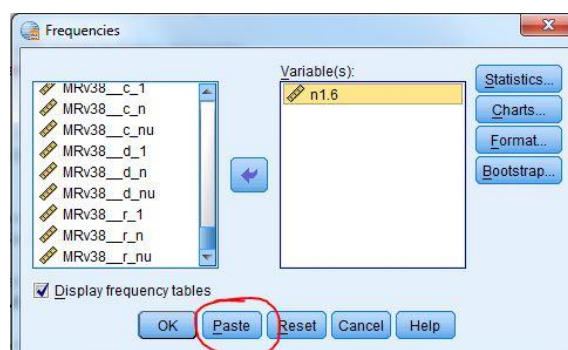 Frequencies
MRv38__c_1
MRv38__c_n
MRv38__c_nu
MRv38__d_1
MRv38__d_n
MRv38__d_nu
MRv38__r_1
MRv38__r_n
MRv38__r_nu
Variable(s):
n1.6
Statistics...
Charts...
Format...
Bootstrap...
Display frequency tables
OK Paste Reset Cancel Help